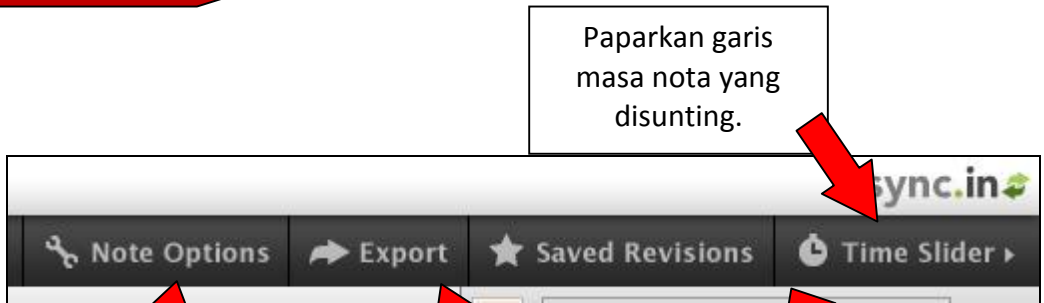 Paparkan garis
masa nota yang
disunting.
sync.in
Note Options Export Saved Revisions Time Slider